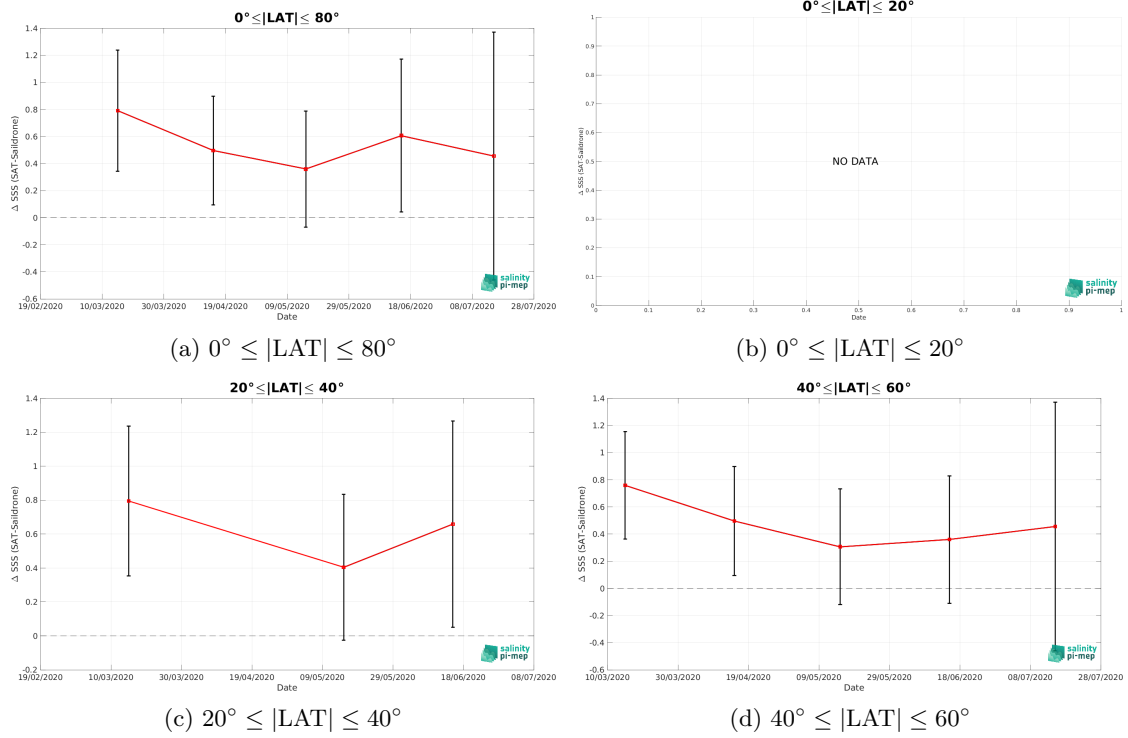 0°≤|LAT|≤ 80°
1.4
1.2
1
0.8
0.6
0.4
0.2
0
-0.2
-0.4
-0.6
Δ SSS (SAT-Saildrone)
19/02/2020 10/03/2020 30/03/2020 19/04/2020 09/05/2020 29/05/2020 18/06/2020 08/07/2020 28/07/2020
Date
salinity
pi-mep
(a) 0° ≤ |LAT| ≤ 80°
0°≤|LAT|≤ 20°
1
0.9
0.8
0.7
0.6
0.5
0.4
0.3
0.2
0.1
0
Δ SSS (SAT-Saildrone)
NO DATA
0 0.1 0.2 0.3 0.4 0.5 0.6 0.7 0.8 0.9 1
Date
salinity
pi-mep
(b) 0° ≤ |LAT| ≤ 20°
20°≤|LAT|≤ 40°
1.4
1.2
1
0.8
0.6
0.4
0.2
0
-0.2
Δ SSS (SAT-Saildrone)
19/02/2020 10/03/2020 30/03/2020 19/04/2020 09/05/2020 29/05/2020 18/06/2020 08/07/2020
Date
salinity
pi-mep
(c) 20° ≤ |LAT| ≤ 40°
40°≤|LAT|≤ 60°
1.4
1.2
1
0.8
0.6
0.4
0.2
0
-0.2
-0.4
-0.6
Δ SSS (SAT-Saildrone)
10/03/2020 30/03/2020 19/04/2020 09/05/2020 29/05/2020 18/06/2020 08/07/2020 28/07/2020
Date
salinity
pi-mep
(d) 40° ≤ |LAT| ≤ 60°